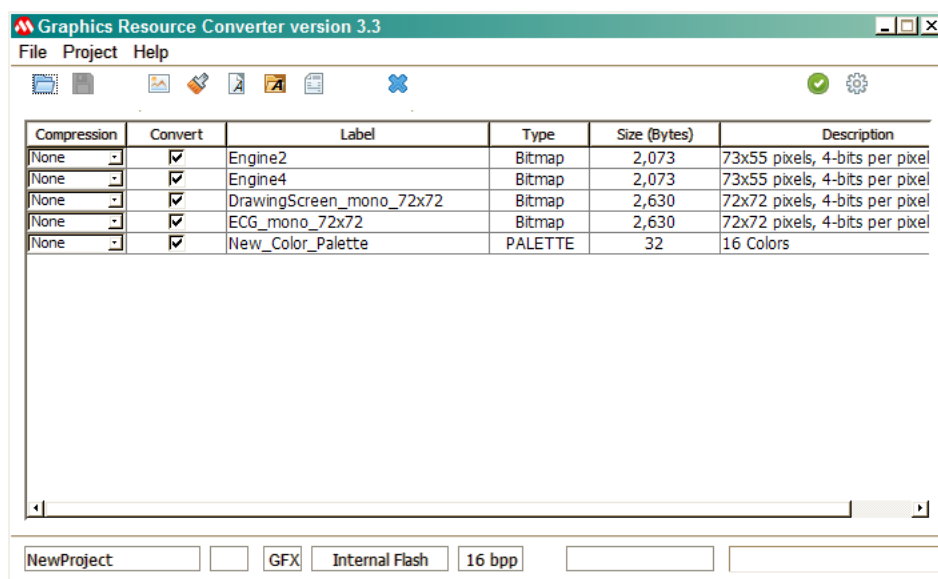 Graphics Resource Converter version 3.3
File Project Help
Compression Convert Label Type Size (Bytes) Description
None Engine2 Bitmap 2,073 73x55 pixels, 4-bits per pixel
None Engine4 Bitmap 2,073 73x55 pixels, 4-bits per pixel
None DrawingScreen_mono_72x72 Bitmap 2,630 72x72 pixels, 4-bits per pixel
None ECG_mono_72x72 Bitmap 2,630 72x72 pixels, 4-bits per pixel
None New_Color_Palette PALETTE 32 16 Colors
NewProject GFX Internal Flash 16 bpp